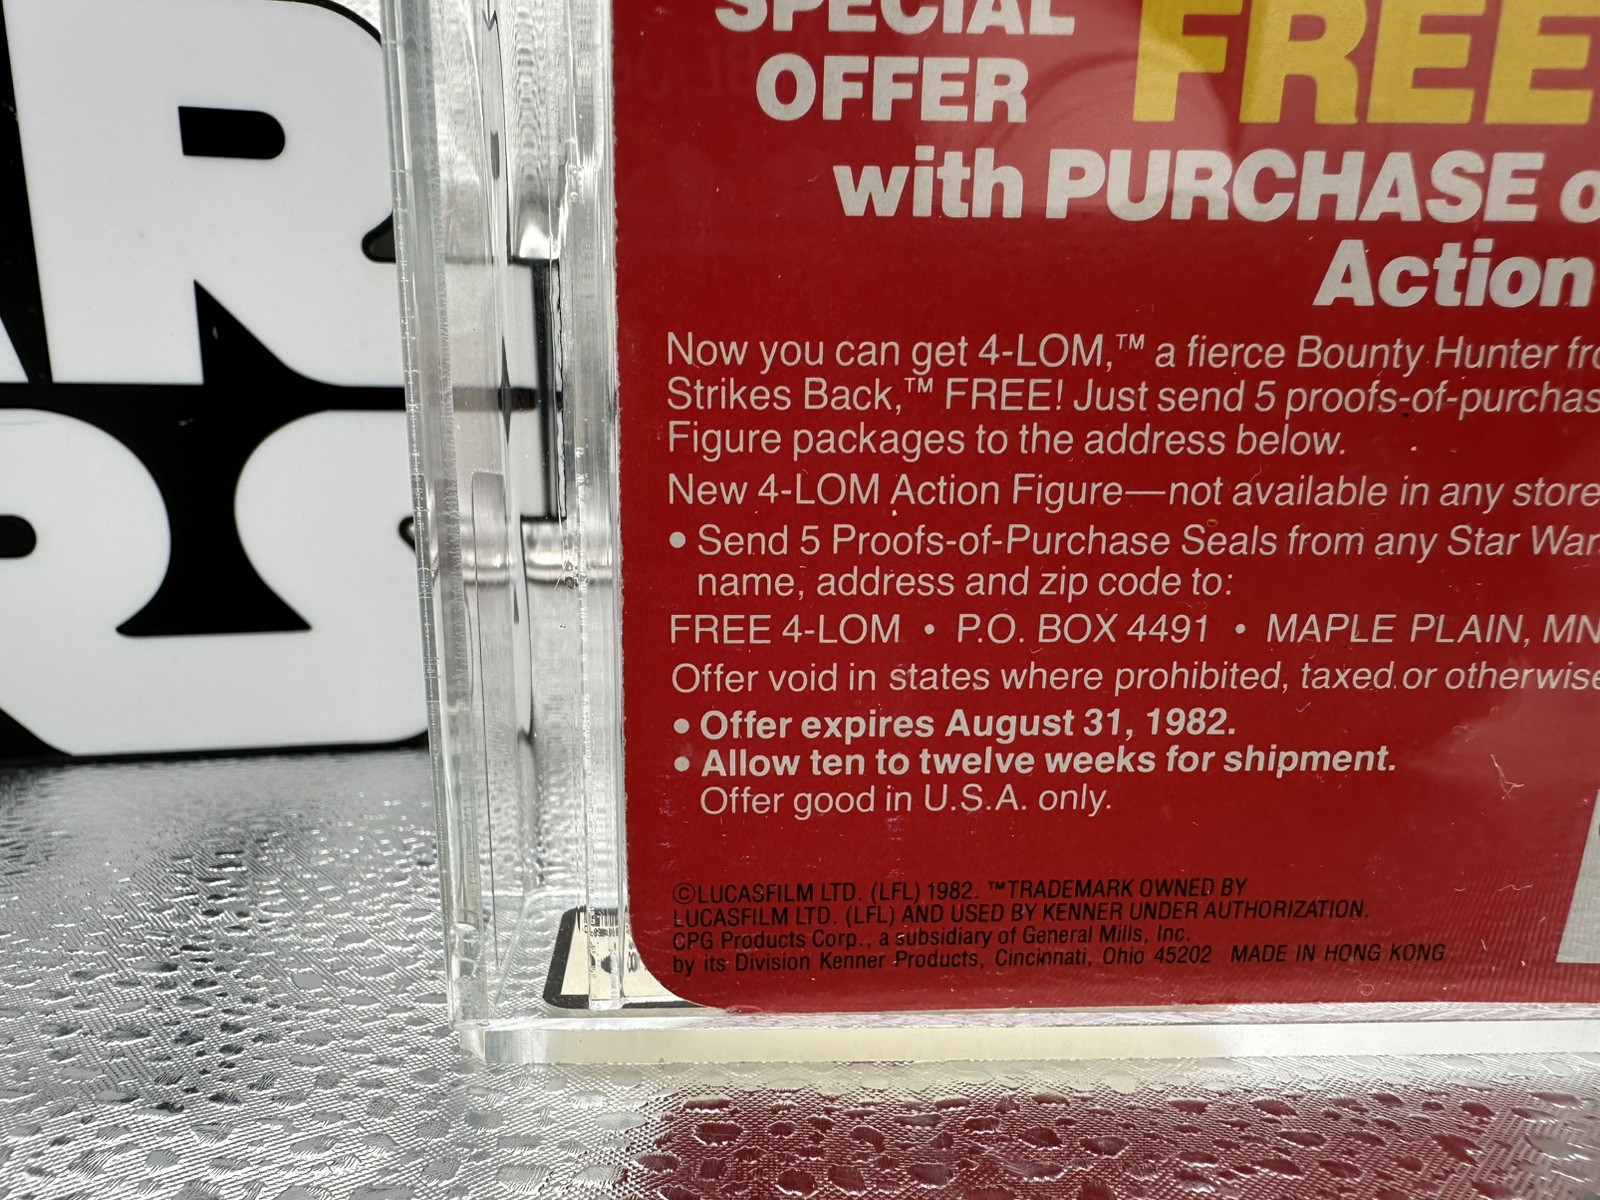 AR
RS
SPECIAL
OFFER
FREE
with PURCHASE o
Action
Now you can get 4-LOM,™ a fierce Bounty Hunter fro
Strikes Back,™ FREE! Just send 5 proofs-of-purchas
Figure packages to the address below.
New 4-LOM Action Figure—not available in any store
• Send 5 Proofs-of-Purchase Seals from any Star War
name, address and zip code to:
FREE 4-LOM • P.O. BOX 4491 • MAPLE PLAIN, MN
Offer void in states where prohibited, taxed or otherwise
• Offer expires August 31, 1982.
• Allow ten to twelve weeks for shipment.
Offer good in U.S.A. only.
©LUCASFILM LTD. (LFL) 1982. ™TRADEMARK OWNED BY
LUCASFILM LTD. (LFL) AND USED BY KENNER UNDER AUTHORIZATION.
CPG Products Corp., a subsidiary of General Mills, Inc.
by its Division Kenner Products, Cincinnati, Ohio 45202 MADE IN HONG KONG